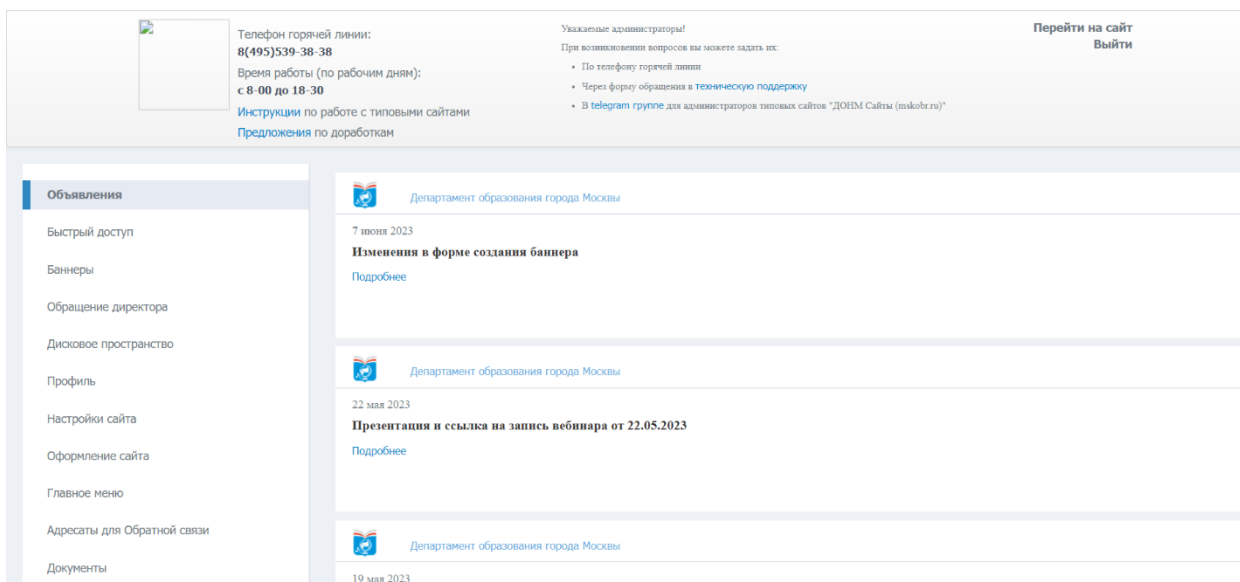 Телефон горячей линии:
8(495)539-38-38
Время работы (по рабочим дням):
с 8-00 до 18-30
Инструкции по работе с типовыми сайтами
Предложения по доработкам
Уважаемые администраторы!
При возникновении вопросов вы можете задать их:
• По телефону горячей линии
• Через форму обращения в техническую поддержку
• В telegram группе для администраторов типовых сайтов "ДОНМ Сайты (mskobr.ru)"
Перейти на сайт
Выйти
Объявления
Быстрый доступ
Баннеры
Обращение директора
Дисковое пространство
Профиль
Настройки сайта
Оформление сайта
Главное меню
Адресаты для Обратной связи
Документы
Департамент образования города Москвы
7 июня 2023
Изменения в форме создания баннера
Подробнее
Департамент образования города Москвы
22 мая 2023
Презентация и ссылка на запись вебинара от 22.05.2023
Подробнее
Департамент образования города Москвы
19 мая 2023